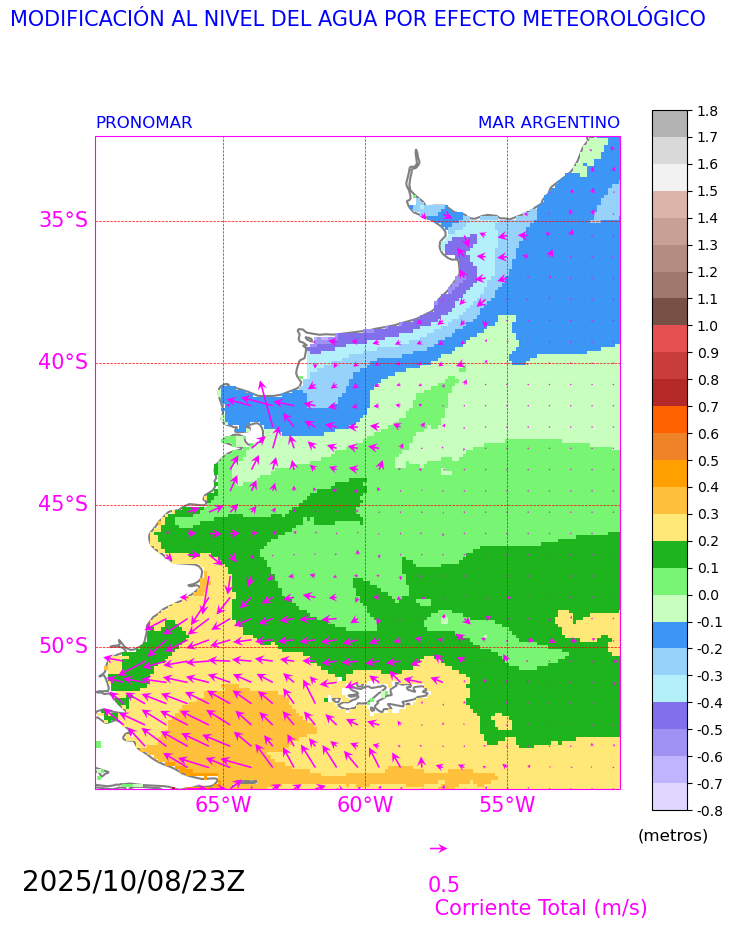 MODIFICACIÓN AL NIVEL DEL AGUA POR EFECTO METEOROLÓGICO
PRONOMAR
MAR ARGENTINO
35°S
40°S
45°S
50°S
65°W
60°W
55°W
1.8
1.7
1.6
1.5
1.4
1.3
1.2
1.1
1.0
0.9
0.8
0.7
0.6
0.5
0.4
0.3
0.2
0.1
0.0
-0.1
-0.2
-0.3
-0.4
-0.5
-0.6
-0.7
-0.8
(metros)
2025/10/08/23Z
0.5
Corriente Total (m/s)